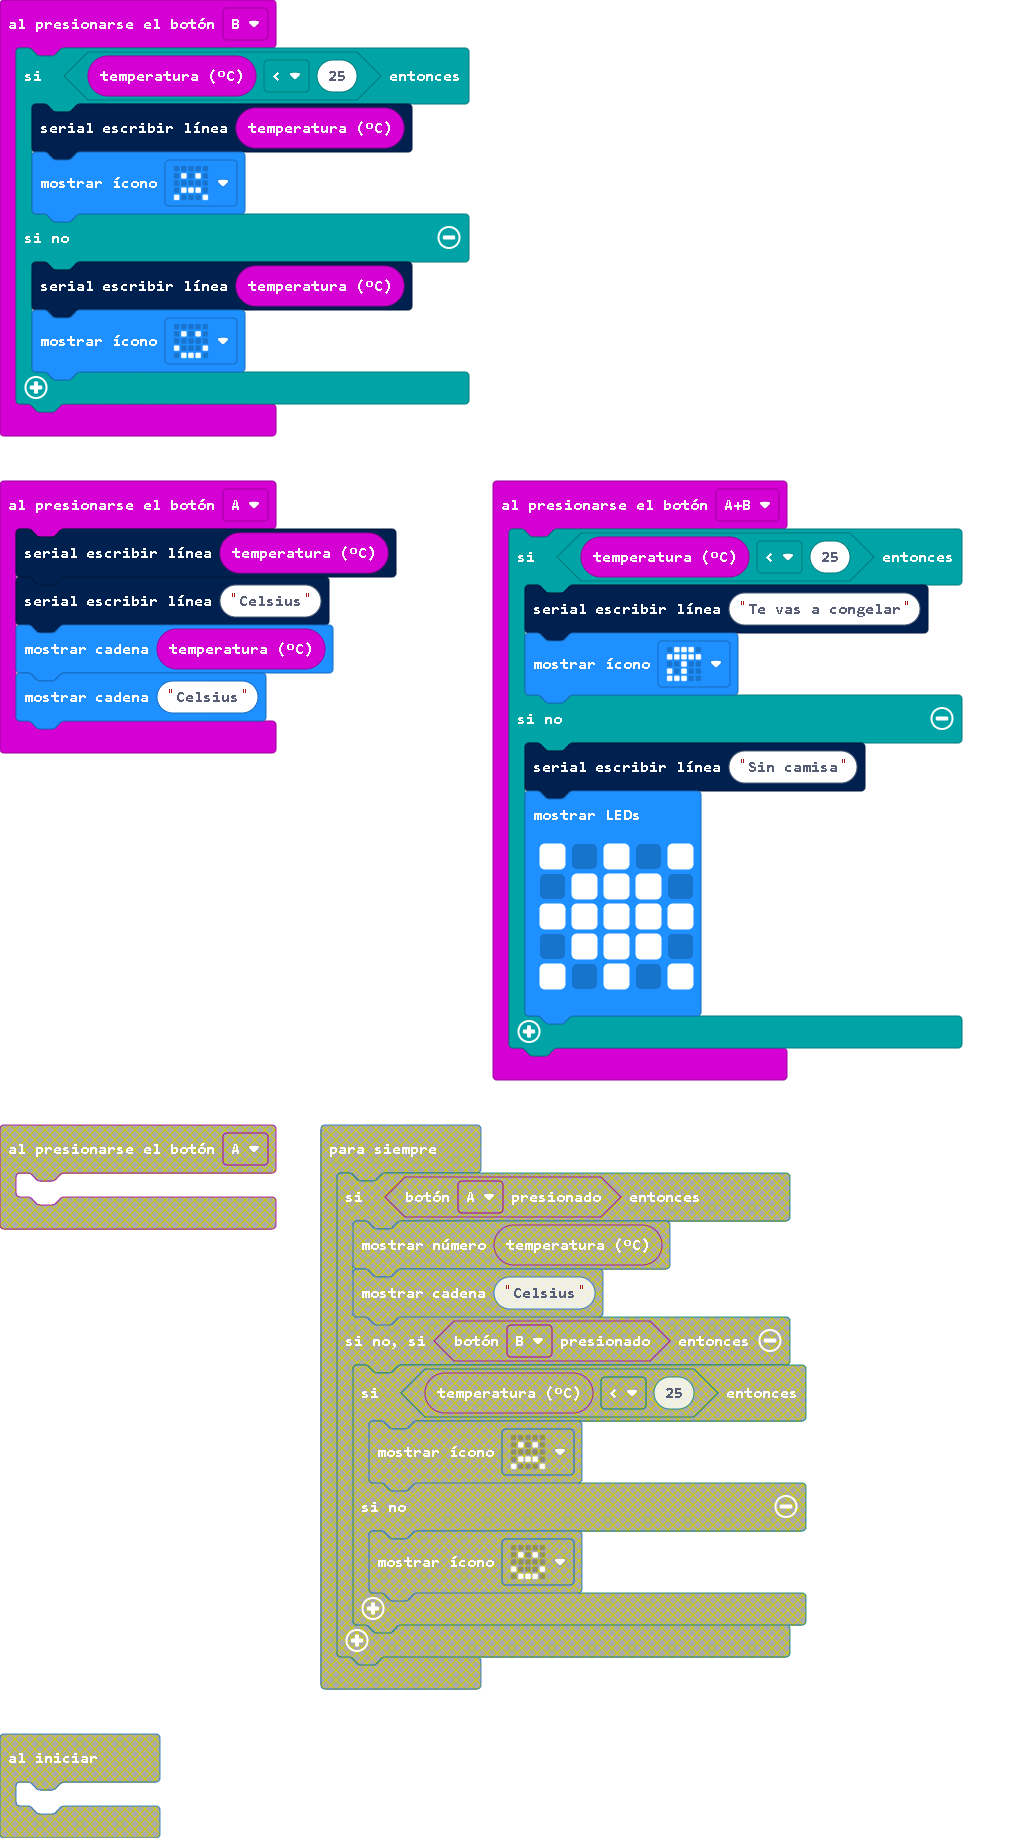 al presionarse el botón B
si temperatura (ºC) < 25 entonces
serial escribir línea temperatura (ºC)
mostrar ícono
si no
serial escribir línea temperatura (ºC)
mostrar ícono
al presionarse el botón A
serial escribir línea temperatura (ºC)
serial escribir línea "Celsius"
mostrar cadena temperatura (ºC)
mostrar cadena "Celsius"
al presionarse el botón A+B
si temperatura (ºC) < 25 entonces
serial escribir línea "Te vas a congelar"
mostrar ícono
si no
serial escribir línea "Sin camisa"
mostrar LEDs
al presionarse el botón A
para siempre
si botón A presionado entonces
mostrar número temperatura (ºC)
mostrar cadena "Celsius"
si no, si botón B presionado entonces
si temperatura (ºC) < 25 entonces
mostrar ícono
si no
mostrar ícono
al iniciar